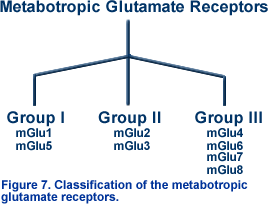 Metabotropic Glutamate Receptors
Group I
mGlu1
mGlu5
Group II
mGlu2
mGlu3
Group III
mGlu4
mGlu6
mGlu7
mGlu8
Figure 7. Classification of the metabotropic
glutamate receptors.